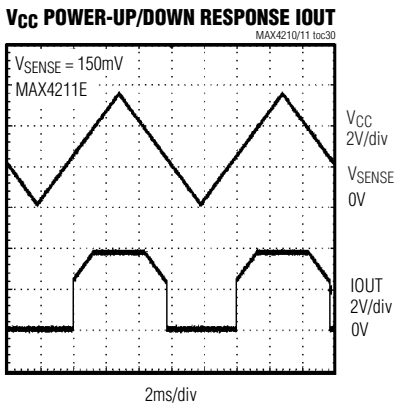 VCC POWER-UP/DOWN RESPONSE IOUT
MAX4210/11 toc30
VSENSE = 150mV
MAX4211E
VCC
2V/div
VSENSE
0V
IOUT
2V/div
0V
2ms/div